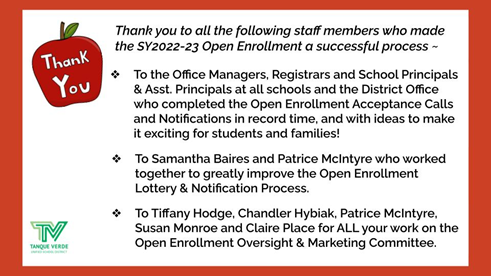 Thank you to all the following staff members who made
the SY2022-23 Open Enrollment a successful process ~
Thank
You
❖ To the Office Managers, Registrars and School Principals
& Asst. Principals at all schools and the District Office
who completed the Open Enrollment Acceptance Calls
and Notifications in record time, and with ideas to make
it exciting for students and families!
❖ To Samantha Baires and Patrice McIntyre who worked
together to greatly improve the Open Enrollment
Lottery & Notification Process.
❖ To Tiffany Hodge, Chandler Hybiak, Patrice McIntyre,
Susan Monroe and Claire Place for ALL your work on the
Open Enrollment Oversight & Marketing Committee.
TV
TANQUE VERDE
UNIFIED SCHOOL DISTRICT